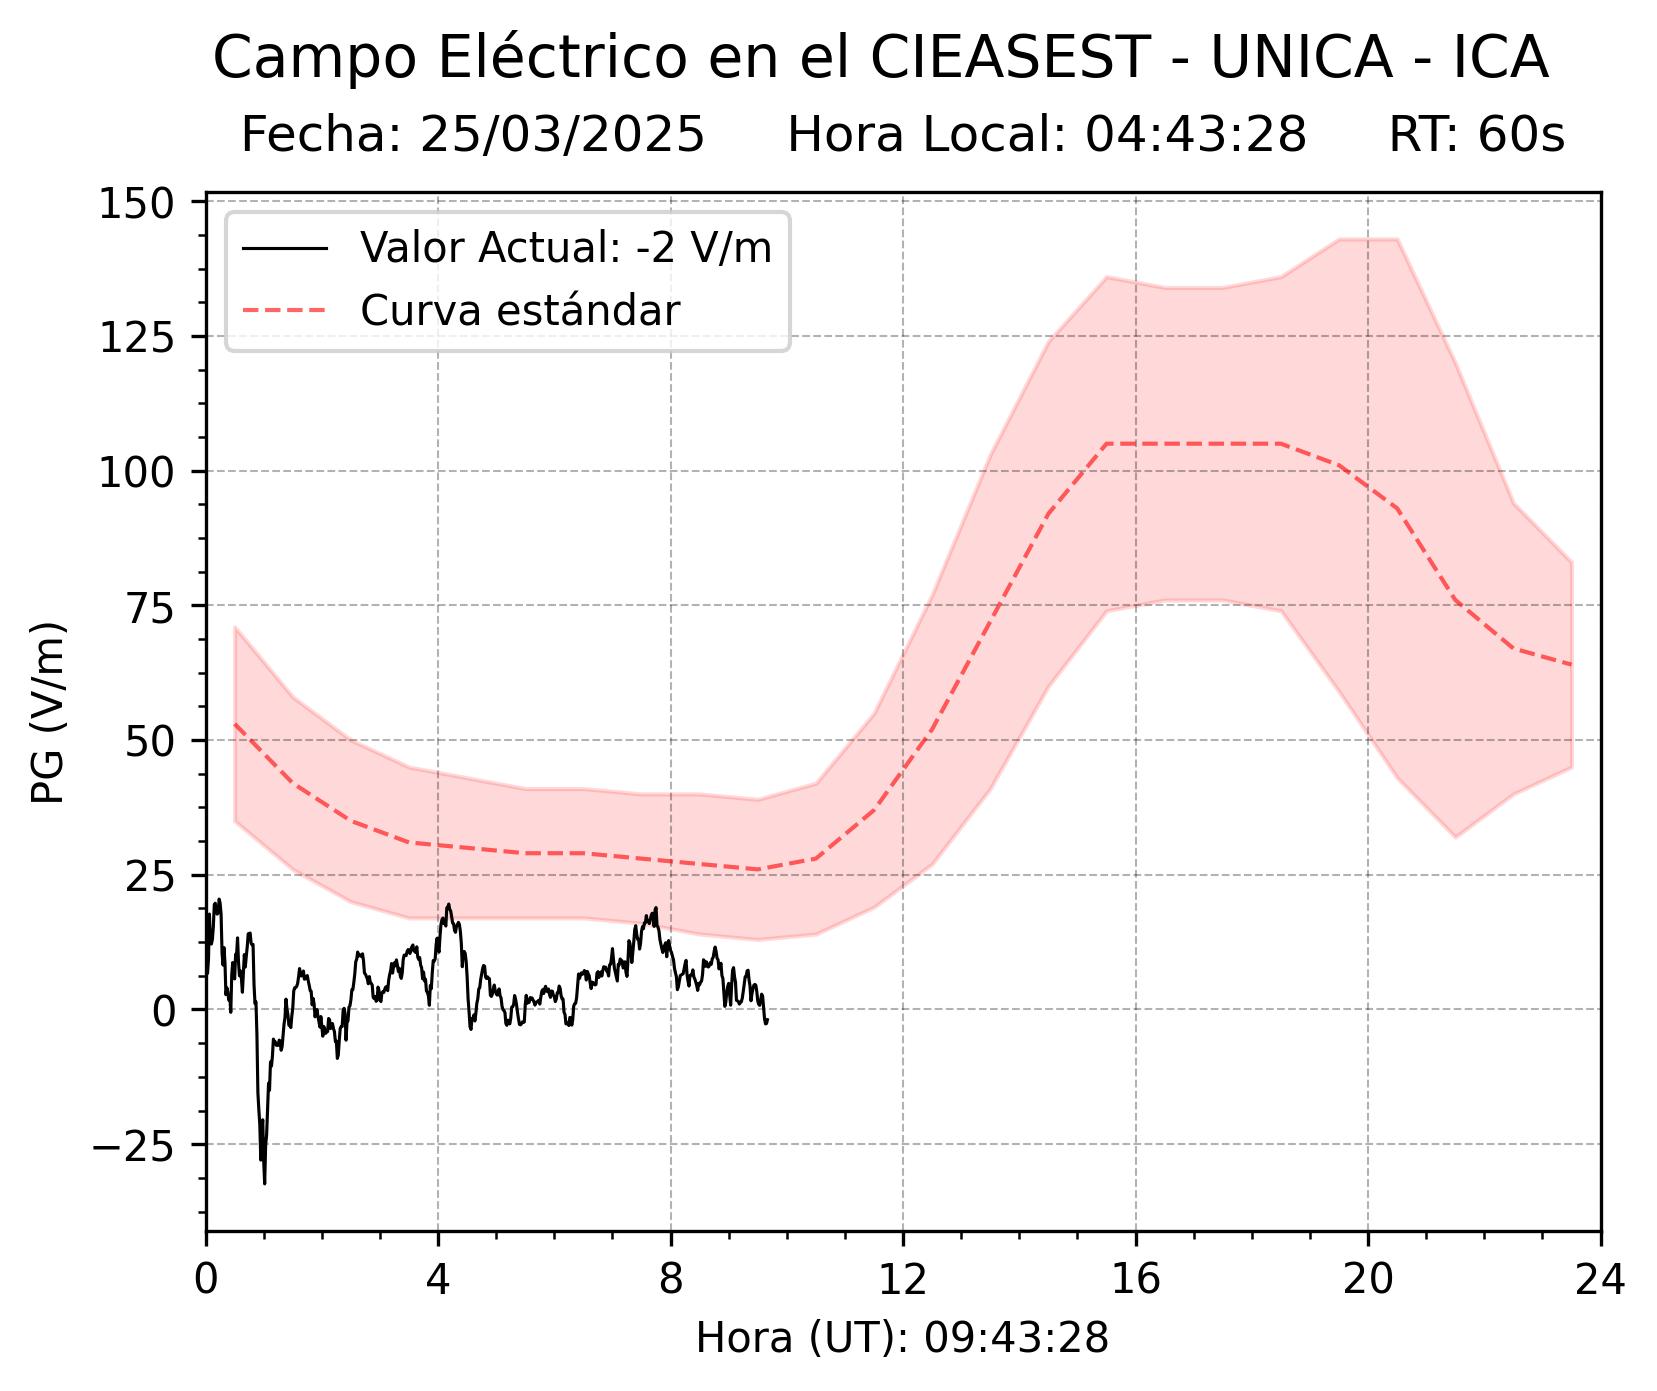 Campo Eléctrico en el CIEASEST - UNICA - ICA
Fecha: 25/03/2025 Hora Local: 04:43:28 RT: 60s
Valor Actual: -2 V/m
Curva estándar
150
125
100
75
50
25
0
−25
PG (V/m)
0 4 8 12 16 20 24
Hora (UT): 09:43:28